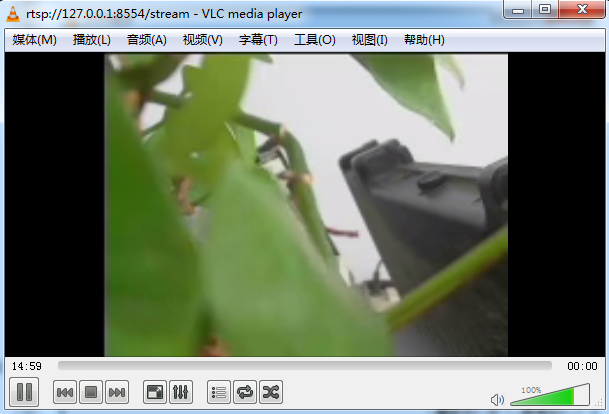 rtsp://127.0.0.1:8554/stream - VLC media player
媒体(M) 播放(L) 音频(A) 视频(V) 字幕(T) 工具(O) 视图(I) 帮助(H)
14:59 00:00
100%